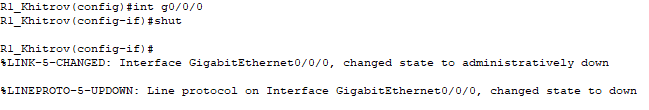 R1_Khitrov(config)#int g0/0/0
R1_Khitrov(config-if)#shut
R1_Khitrov(config-if)#
%LINK-5-CHANGED: Interface GigabitEthernet0/0/0, changed state to administratively down
%LINEPROTO-5-UPDOWN: Line protocol on Interface GigabitEthernet0/0/0, changed state to down